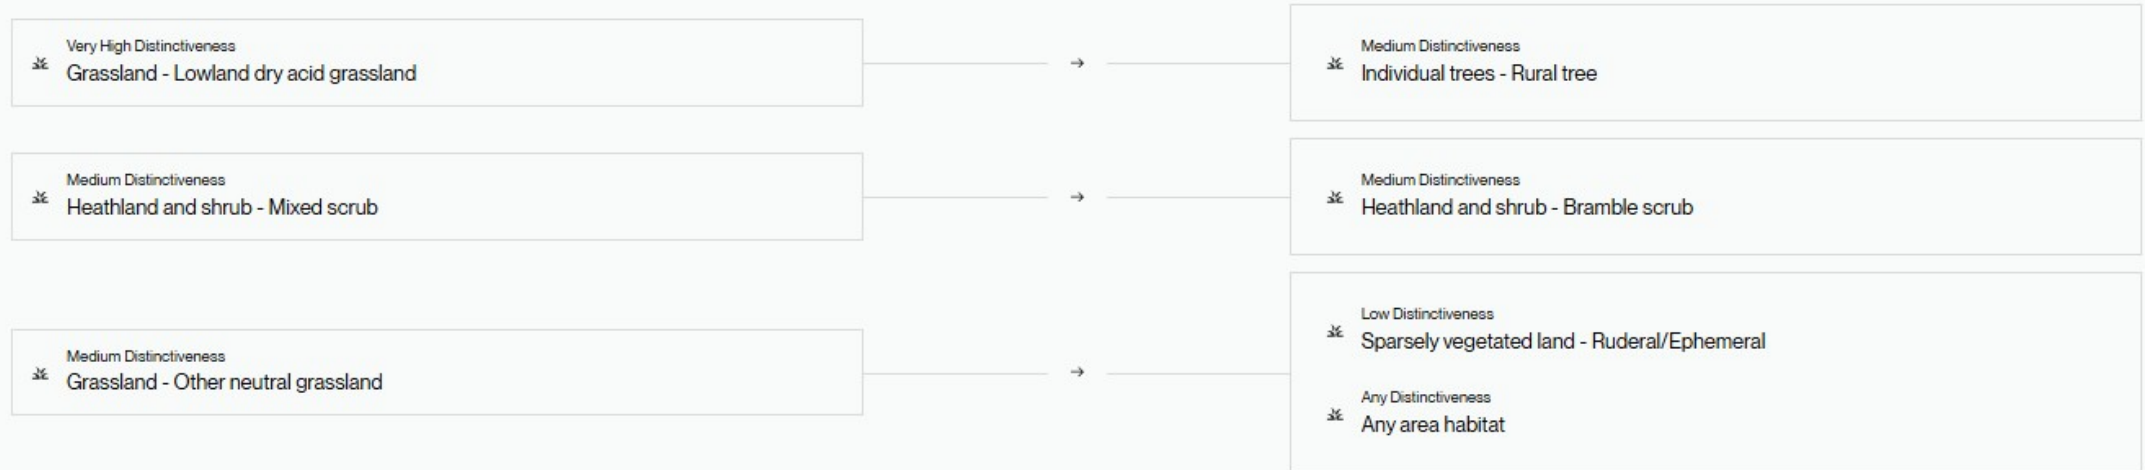 Very High Distinctiveness
Grassland - Lowland dry acid grassland
→
Medium Distinctiveness
Individual trees - Rural tree
Medium Distinctiveness
Heathland and shrub - Mixed scrub
→
Medium Distinctiveness
Heathland and shrub - Bramble scrub
Medium Distinctiveness
Grassland - Other neutral grassland
→
Low Distinctiveness
Sparsely vegetated land - Ruderal/Ephemeral
Any Distinctiveness
Any area habitat